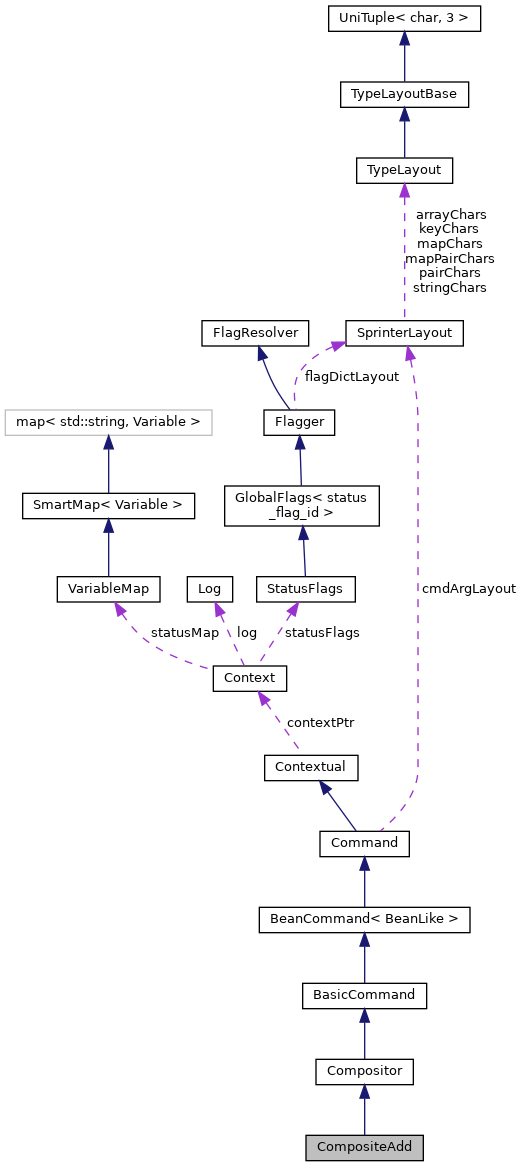 UniTuple< char, 3 >
TypeLayoutBase
TypeLayout
arrayChars
keyChars
mapChars
mapPairChars
pairChars
stringChars
FlagResolver
SprinterLayout
flagDictLayout
map< std::string, Variable >
Flagger
SmartMap< Variable >
GlobalFlags< status
_flag_id >
VariableMap
Log
StatusFlags
cmdArgLayout
statusMap
log
statusFlags
Context
contextPtr
Contextual
Command
BeanCommand< BeanLike >
BasicCommand
Compositor
CompositeAdd